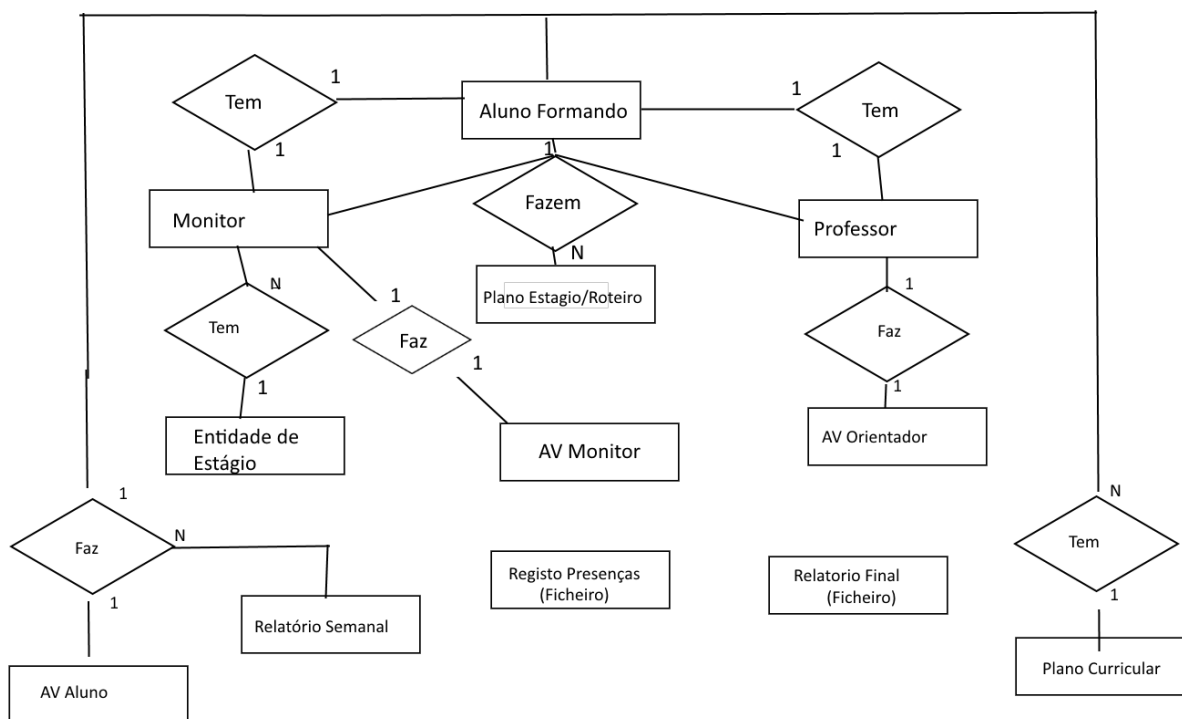 1
Tem
Aluno Formando
1
Tem
1
1
1
Fazem
Monitor
Professor
N
N
1
Plano Estagio/Roteiro
1
Tem
Faz
Faz
1
1
1
Entidade de
Estágio
AV Monitor
AV Orientador
1
N
N
Faz
Tem
Registo Presenças
(Ficheiro)
Relatorio Final
(Ficheiro)
1
1
Relatório Semanal
Plano Curricular
AV Aluno